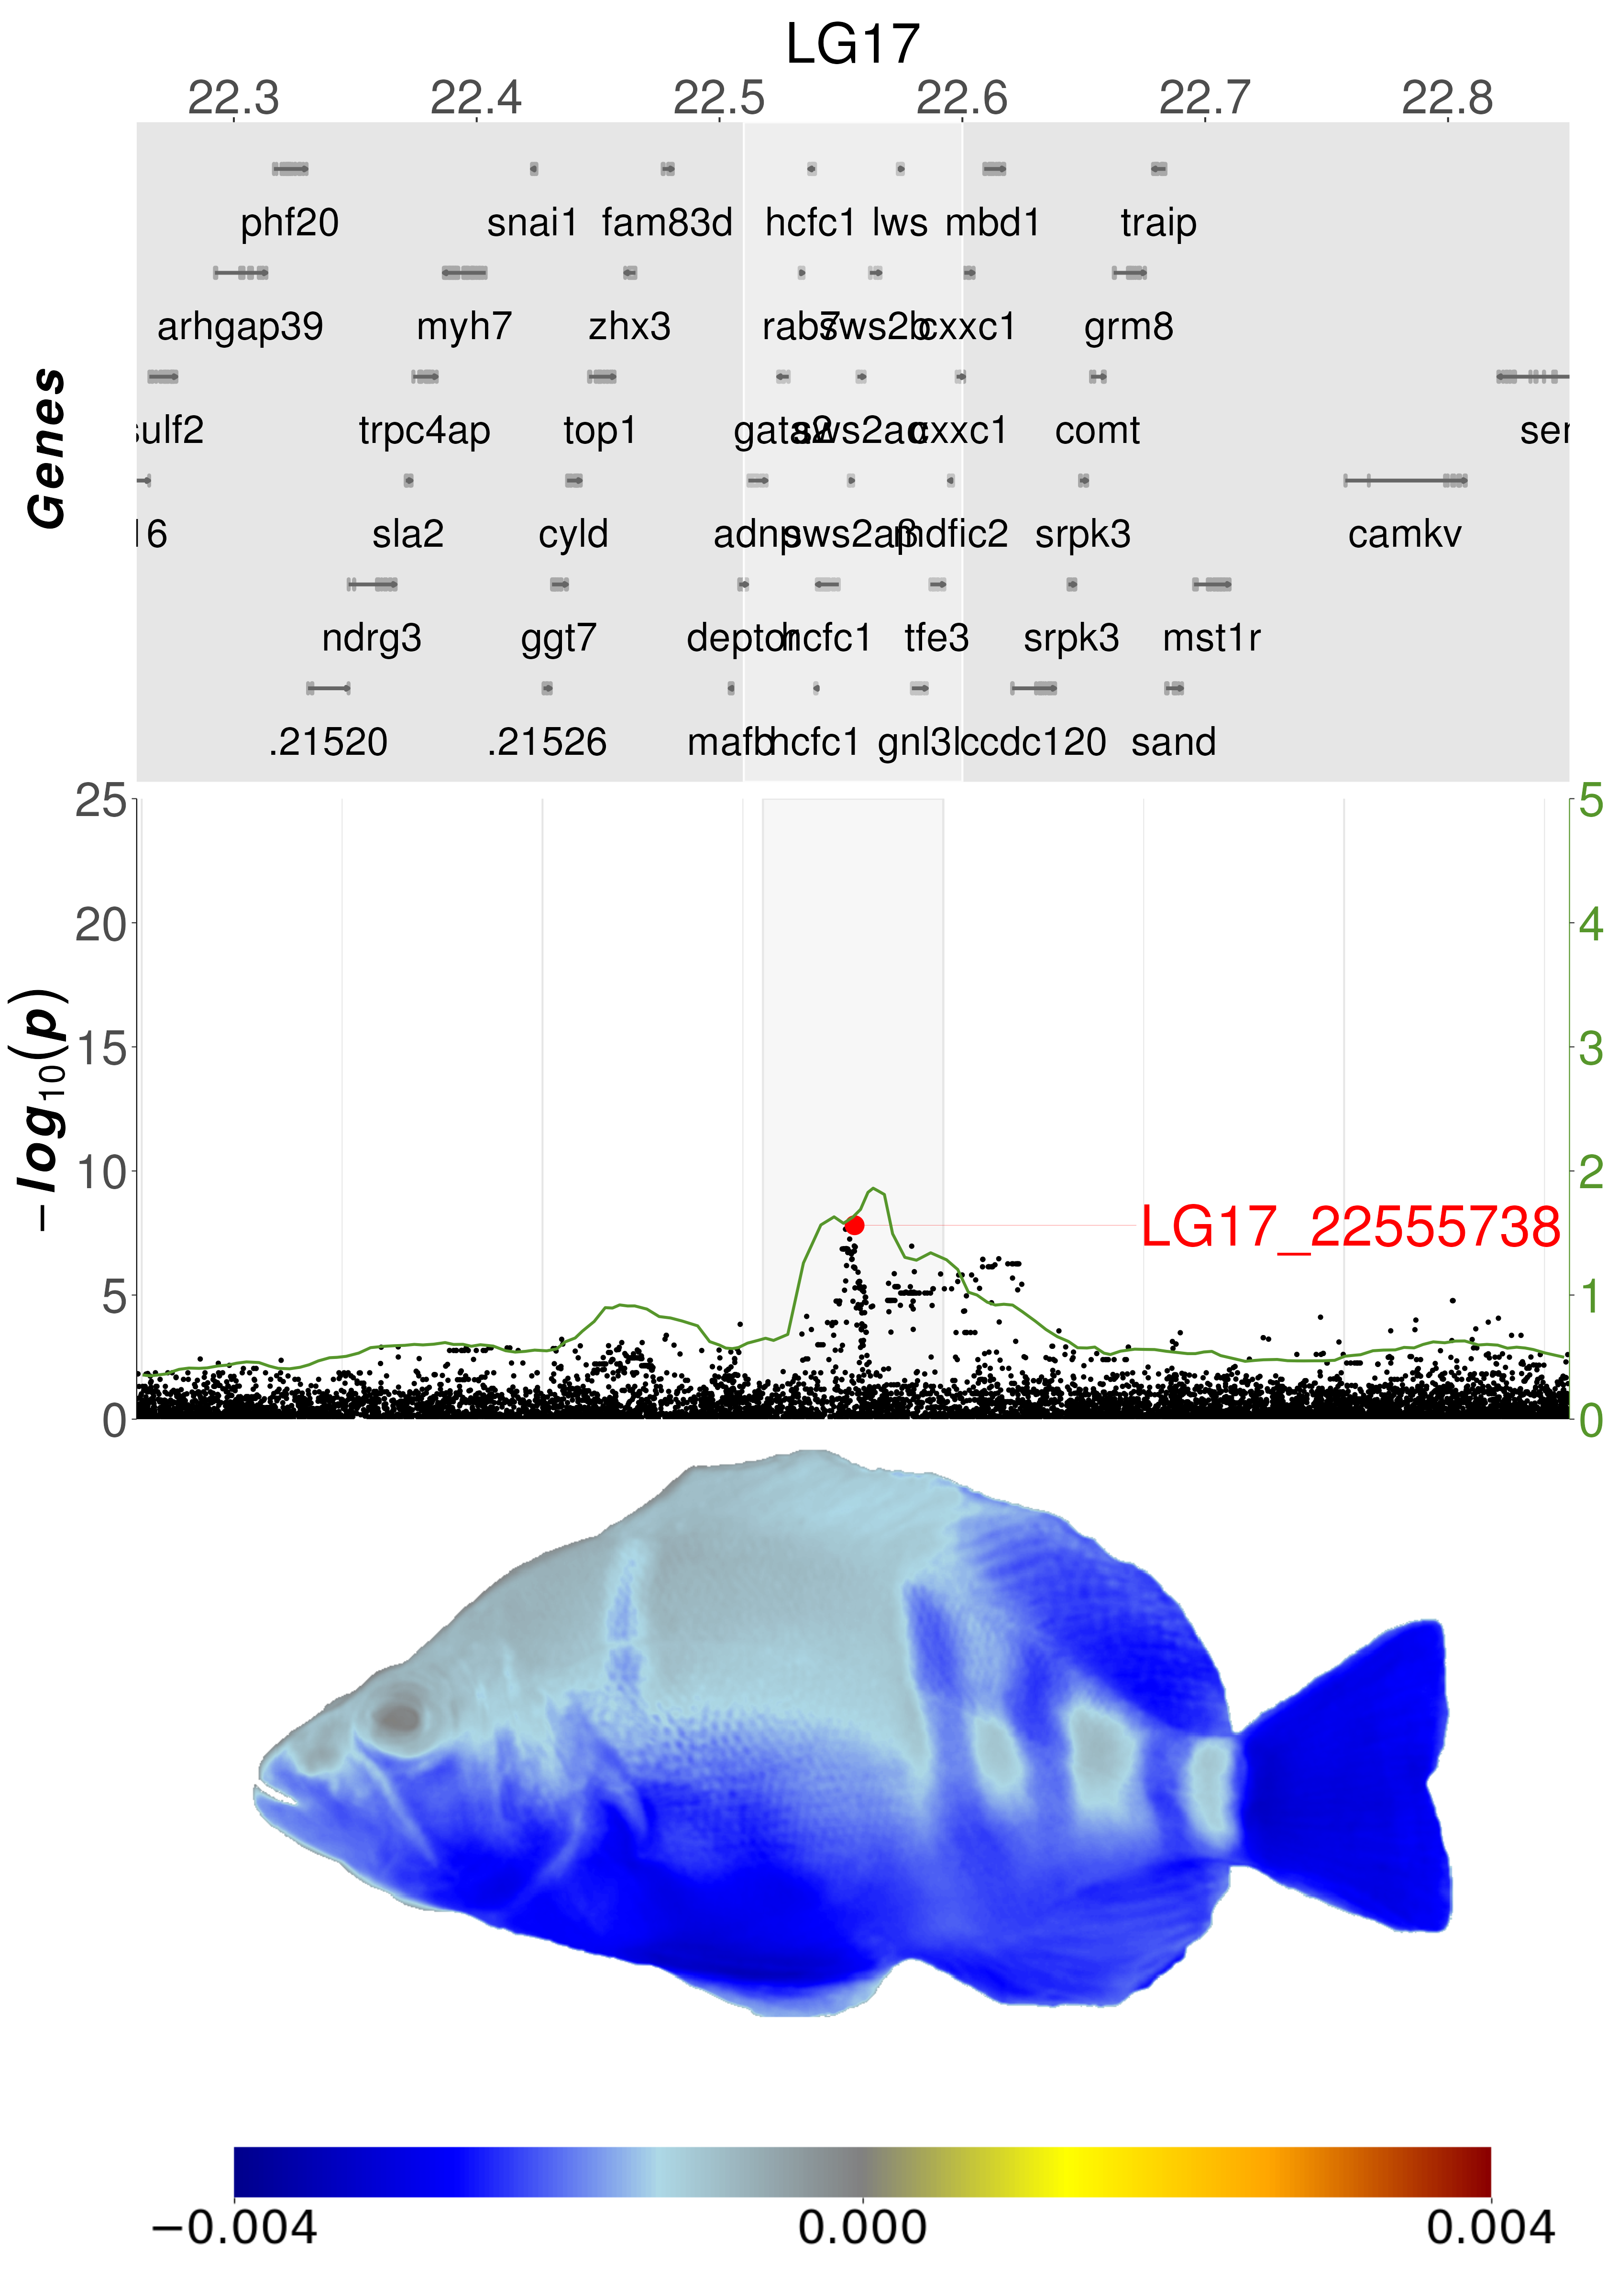 LG17
22.3 22.4 22.5 22.6 22.7 22.8
Genes
phf20 snai1 fam83d hcfc1 lws mbd1 traip
arhgap39 myh7 zhx3 rab7 sws2b cxxc1 grm8
sulf2 trpc4ap top1 gata2 sws2aα cxxc1 comt ser
16 sla2 cyld adnp sws2aβ mdfic2 srpk3 camkv
ndrg3 ggt7 deptor hcfc1 tfe3 srpk3 mst1r
.21520 .21526 mafb hcfc1 gnl3l ccdc120 sand
−log10(p)
25 5
20 4
15 3
10 2
LG17_22555738
5 1
0 0
−0.004 0.000 0.004